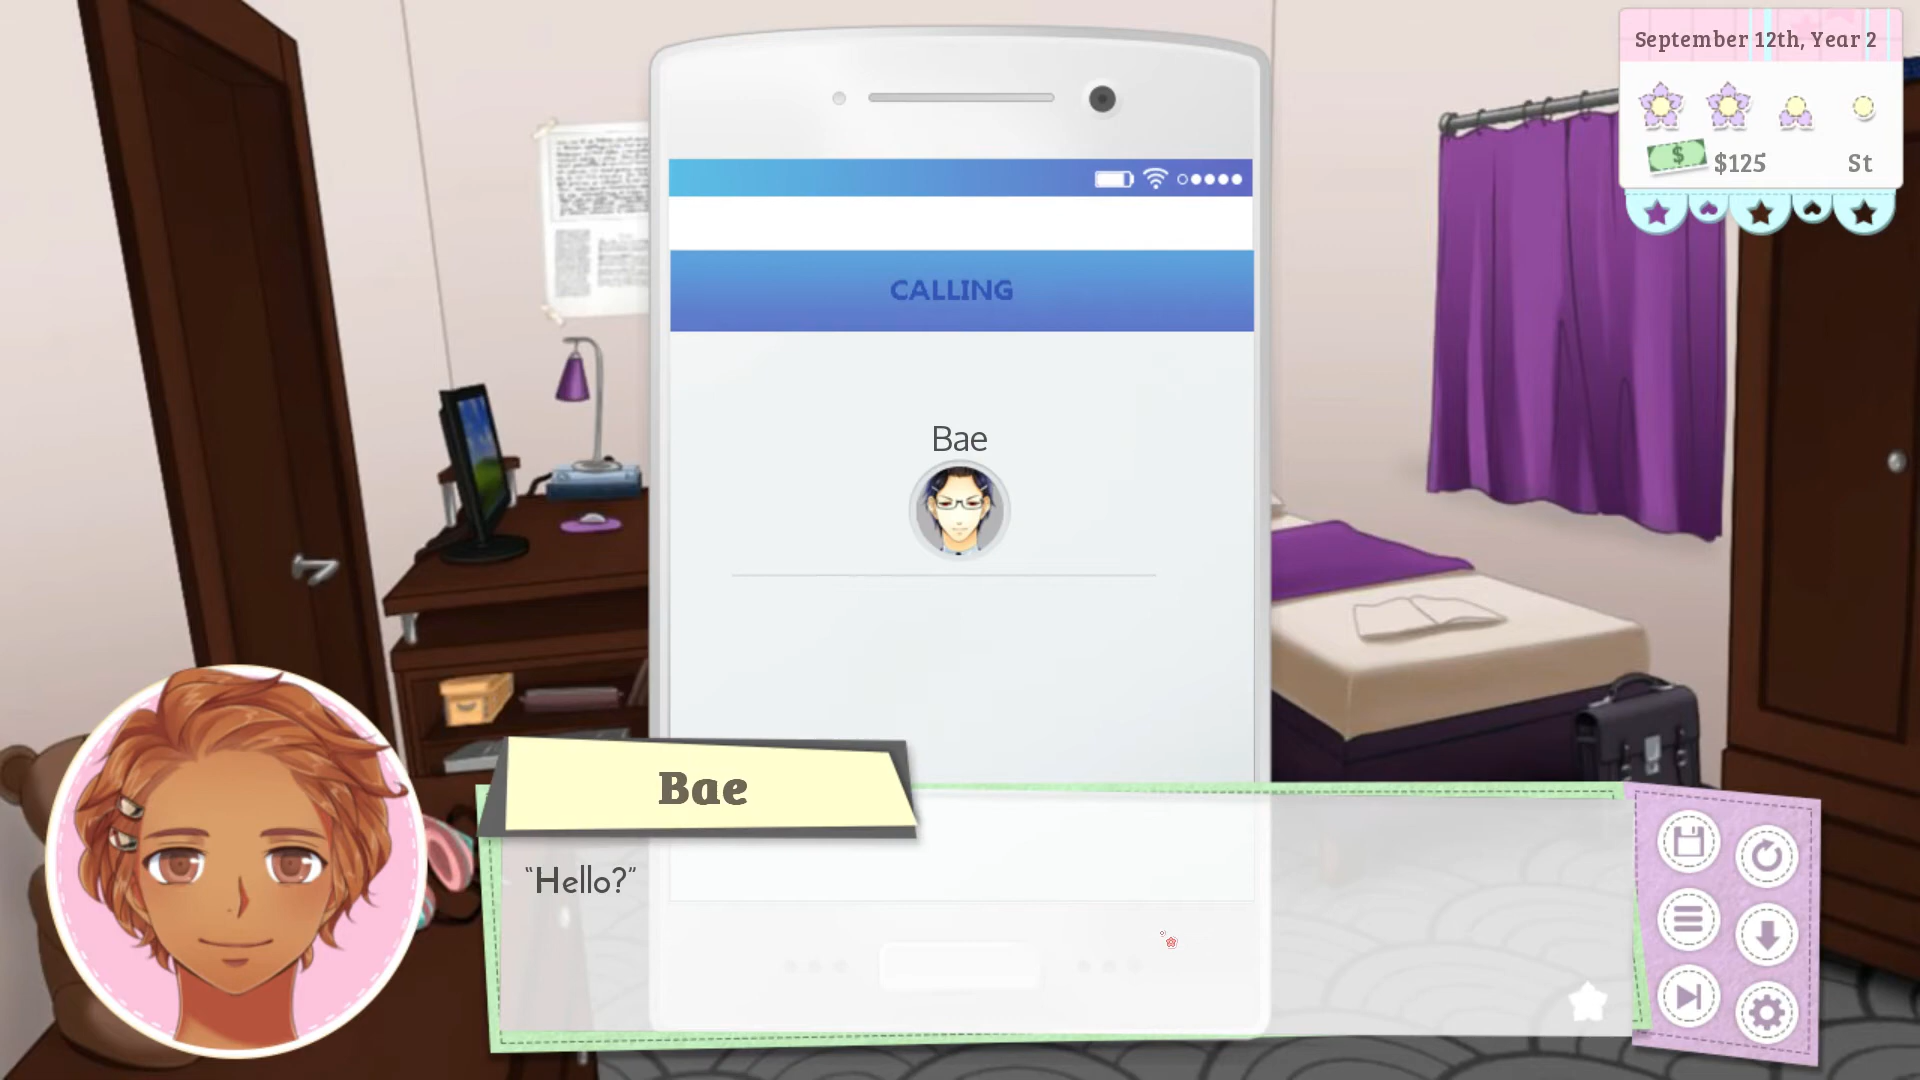 September 12th, Year 2
$125
St
CALLING
Bae
Bae
“Hello?”